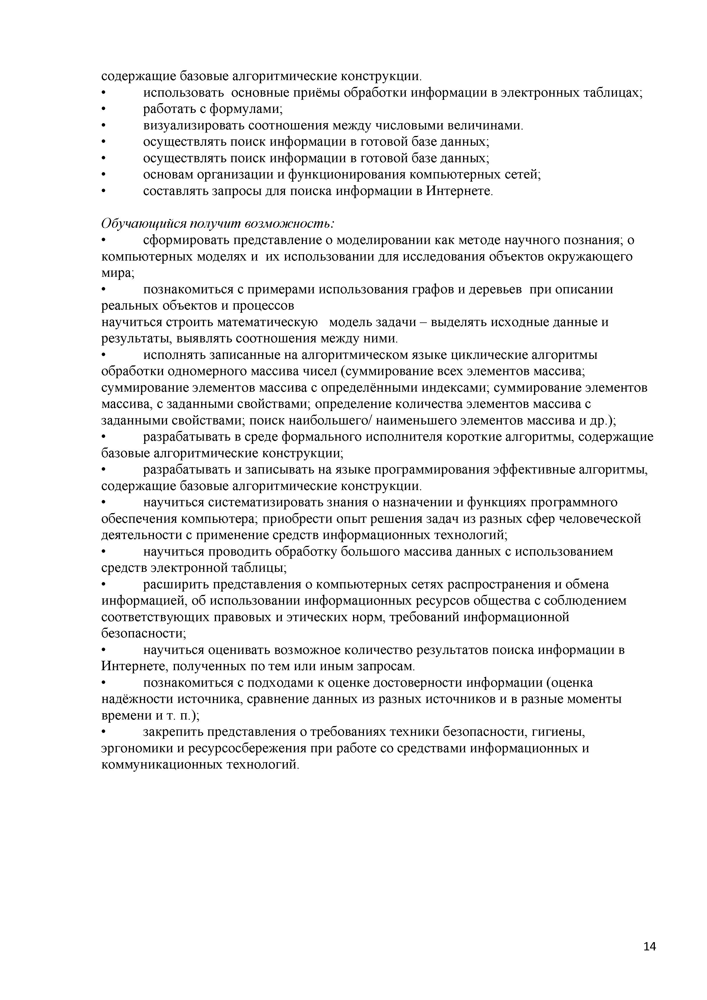 содержащие базовые алгоритмические конструкции.
• использовать  основные приёмы обработки информации в электронных таблицах;
• работать с формулами;
• визуализировать соотношения между числовыми величинами.
• осуществлять поиск информации в готовой базе данных;
• осуществлять поиск информации в готовой базе данных;
• основам организации и функционирования компьютерных сетей;
• составлять запросы для поиска информации в Интернете.
Обучающийся получит возможность:
• сформировать представление о моделировании как методе научного познания; о
компьютерных моделях и  их использовании для исследования объектов окружающего
мира;
• познакомиться с примерами использования графов и деревьев  при описании
реальных объектов и процессов
научиться строить математическую   модель задачи – выделять исходные данные и
результаты, выявлять соотношения между ними.
• исполнять записанные на алгоритмическом языке циклические алгоритмы
обработки одномерного массива чисел (суммирование всех элементов массива;
суммирование элементов массива с определёнными индексами; суммирование элементов
массива, с заданными свойствами; определение количества элементов массива с
заданными свойствами; поиск наибольшего/ наименьшего элементов массива и др.);
• разрабатывать в среде формального исполнителя короткие алгоритмы, содержащие
базовые алгоритмические конструкции;
• разрабатывать и записывать на языке программирования эффективные алгоритмы,
содержащие базовые алгоритмические конструкции.
• научиться систематизировать знания о назначении и функциях программного
обеспечения компьютера; приобрести опыт решения задач из разных сфер человеческой
деятельности с применение средств информационных технологий;
• научиться проводить обработку большого массива данных с использованием
средств электронной таблицы;
• расширить представления о компьютерных сетях распространения и обмена
информацией, об использовании информационных ресурсов общества с соблюдением
соответствующих правовых и этических норм, требований информационной
безопасности;
• научиться оценивать возможное количество результатов поиска информации в
Интернете, полученных по тем или иным запросам.
• познакомиться с подходами к оценке достоверности информации (оценка
надёжности источника, сравнение данных из разных источников и в разные моменты
времени и т. п.);
• закрепить представления о требованиях техники безопасности, гигиены,
эргономики и ресурсосбережения при работе со средствами информационных и
коммуникационных технологий.
14